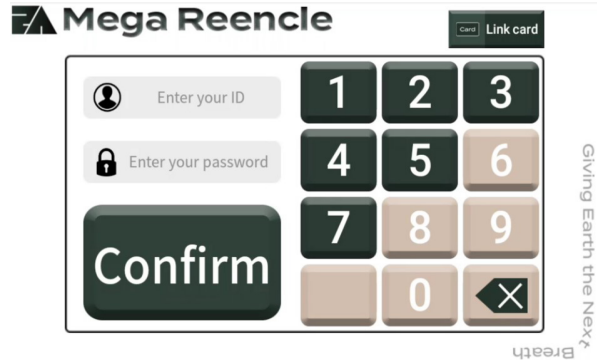 Mega Reencle
Card Link card
Enter your ID
Enter your password
Confirm
1 2 3
4 5 6
7 8 9
0
Giving Earth the Next
Breath